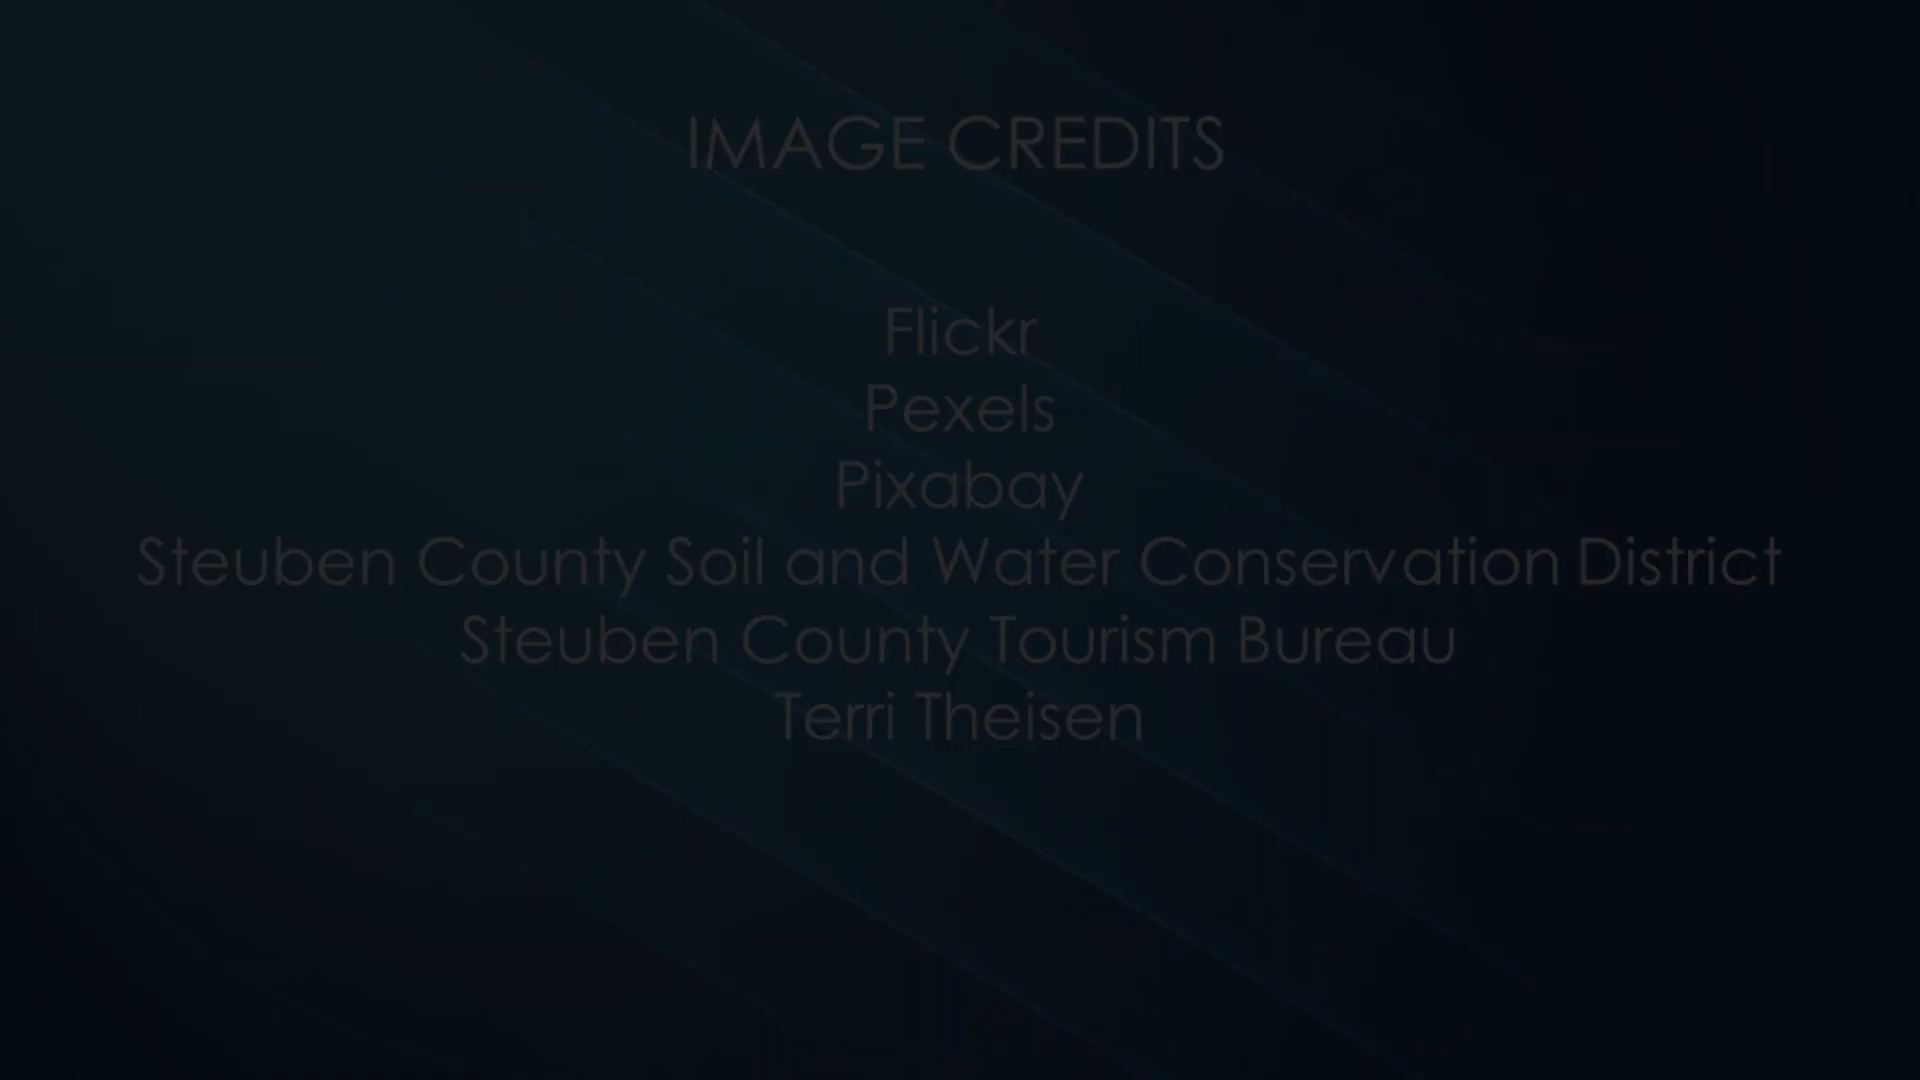 IMAGE CREDITS
Flickr
Pexels
Pixabay
Steuben County Soil and Water Conservation District
Steuben County Tourism Bureau
Terri Theisen